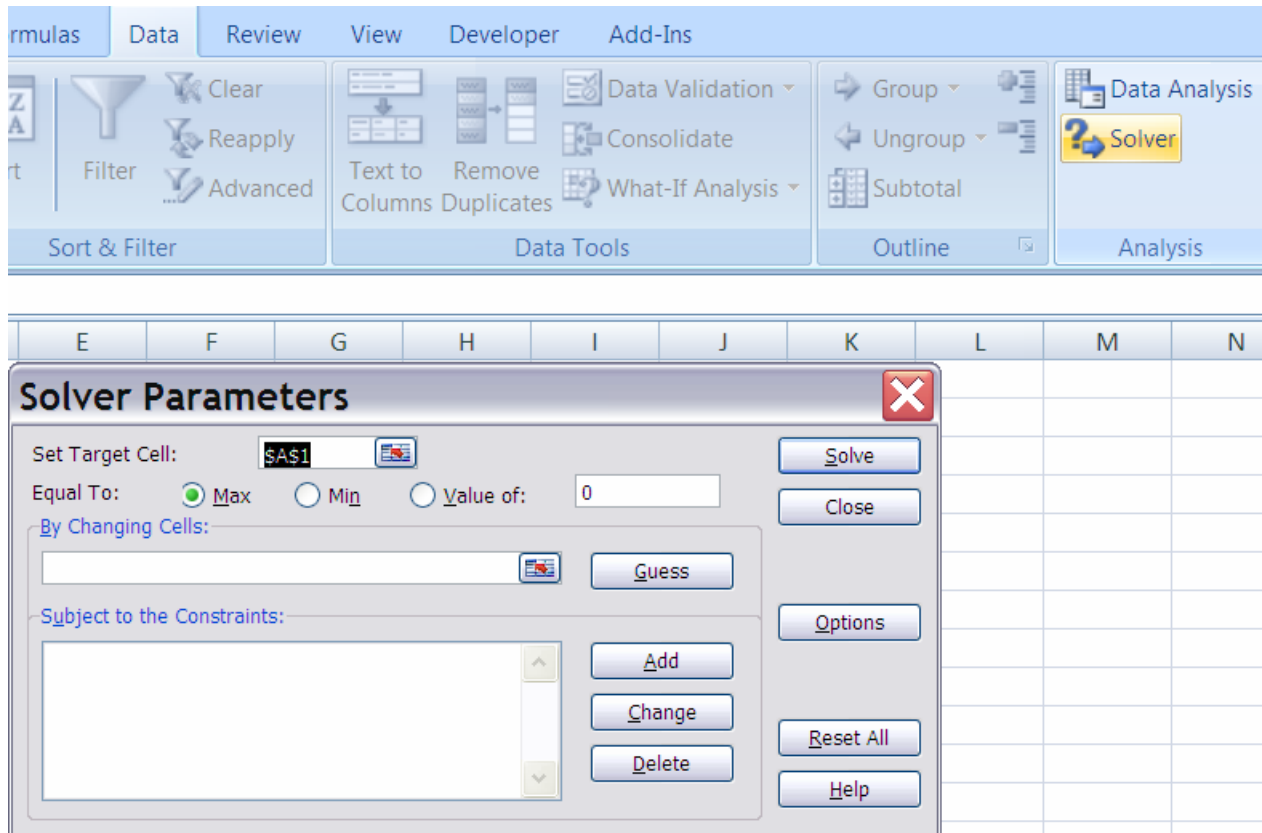 rmulas Data Review View Developer Add-Ins
Z
A
rt
Filter
Clear
Reapply
Advanced
Sort & Filter
Text to
Columns
Remove
Duplicates
Data Validation
Consolidate
What-If Analysis
Data Tools
Group
Ungroup
Subtotal
Outline
Data Analysis
Solver
Analysis
E F G H I J K L M N
Solver Parameters
Set Target Cell: $A$1
Solve
Equal To: Max Min Value of: 0
Close
By Changing Cells:
Guess
Subject to the Constraints:
Options
Add
Change
Reset All
Delete
Help